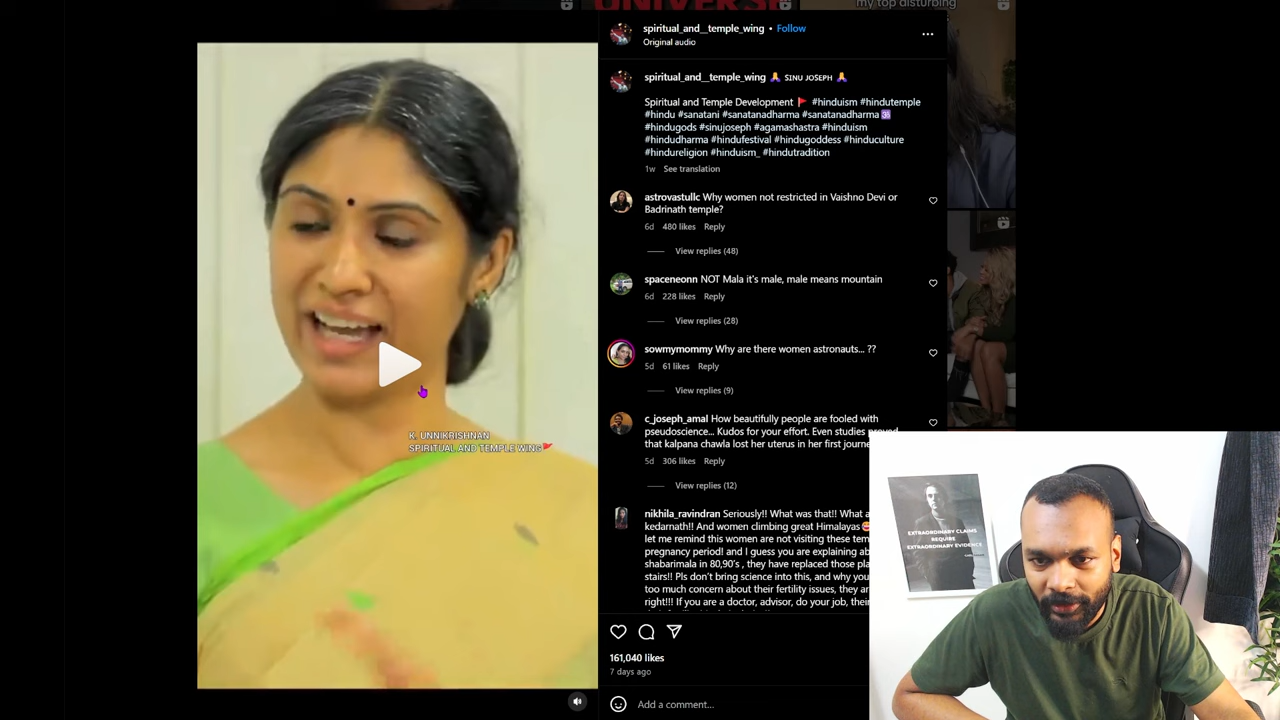 UNIVERSE
my top disturbing
spiritual_and__temple_wing • Follow
Original audio
spiritual_and__temple_wing 🙏 SINU JOSEPH 🙏
Spiritual and Temple Development 🚩 #hinduism #hindutemple
#hindu #sanatani #sanatanadharma #sanatanadharma🕉
#hindugods #sinujoseph #agamashastra #hinduism
#hindudharma #hindufestival #hindugoddess #hinduculture
#hindureligion #hinduism_ #hindutradition
1w See translation
astrovastullc Why women not restricted in Vaishno Devi or
Badrinath temple?
6d 480 likes Reply
View replies (48)
spaceneonn NOT Mala it's male, male means mountain
6d 228 likes Reply
View replies (28)
sowmymommy Why are there women astronauts... ??
5d 61 likes Reply
View replies (9)
c_joseph_amal How beautifully people are fooled with
pseudoscience... Kudos for your effort. Even studies proved
that kalpana chawla lost her uterus in her first journe
5d 306 likes Reply
View replies (12)
nikhila_ravindran Seriously!! What was that!! What a
kedarnath!! And women climbing great Himalayas😅
let me remind this women are not visiting these tem
pregnancy period! and I guess you are explaining ab
shabarimala in 80,90's , they have replaced those pla
stairs!! Pls don't bring science into this, and why you
too much concern about their fertility issues, they ar
right!!! If you are a doctor, advisor, do your job, their
161,040 likes
7 days ago
Add a comment...
K. UNNIKRISHNAN
SPIRITUAL AND TEMPLE WING🚩
EXTRAORDINARY CLAIMS
REQUIRE
EXTRAORDINARY EVIDENCE